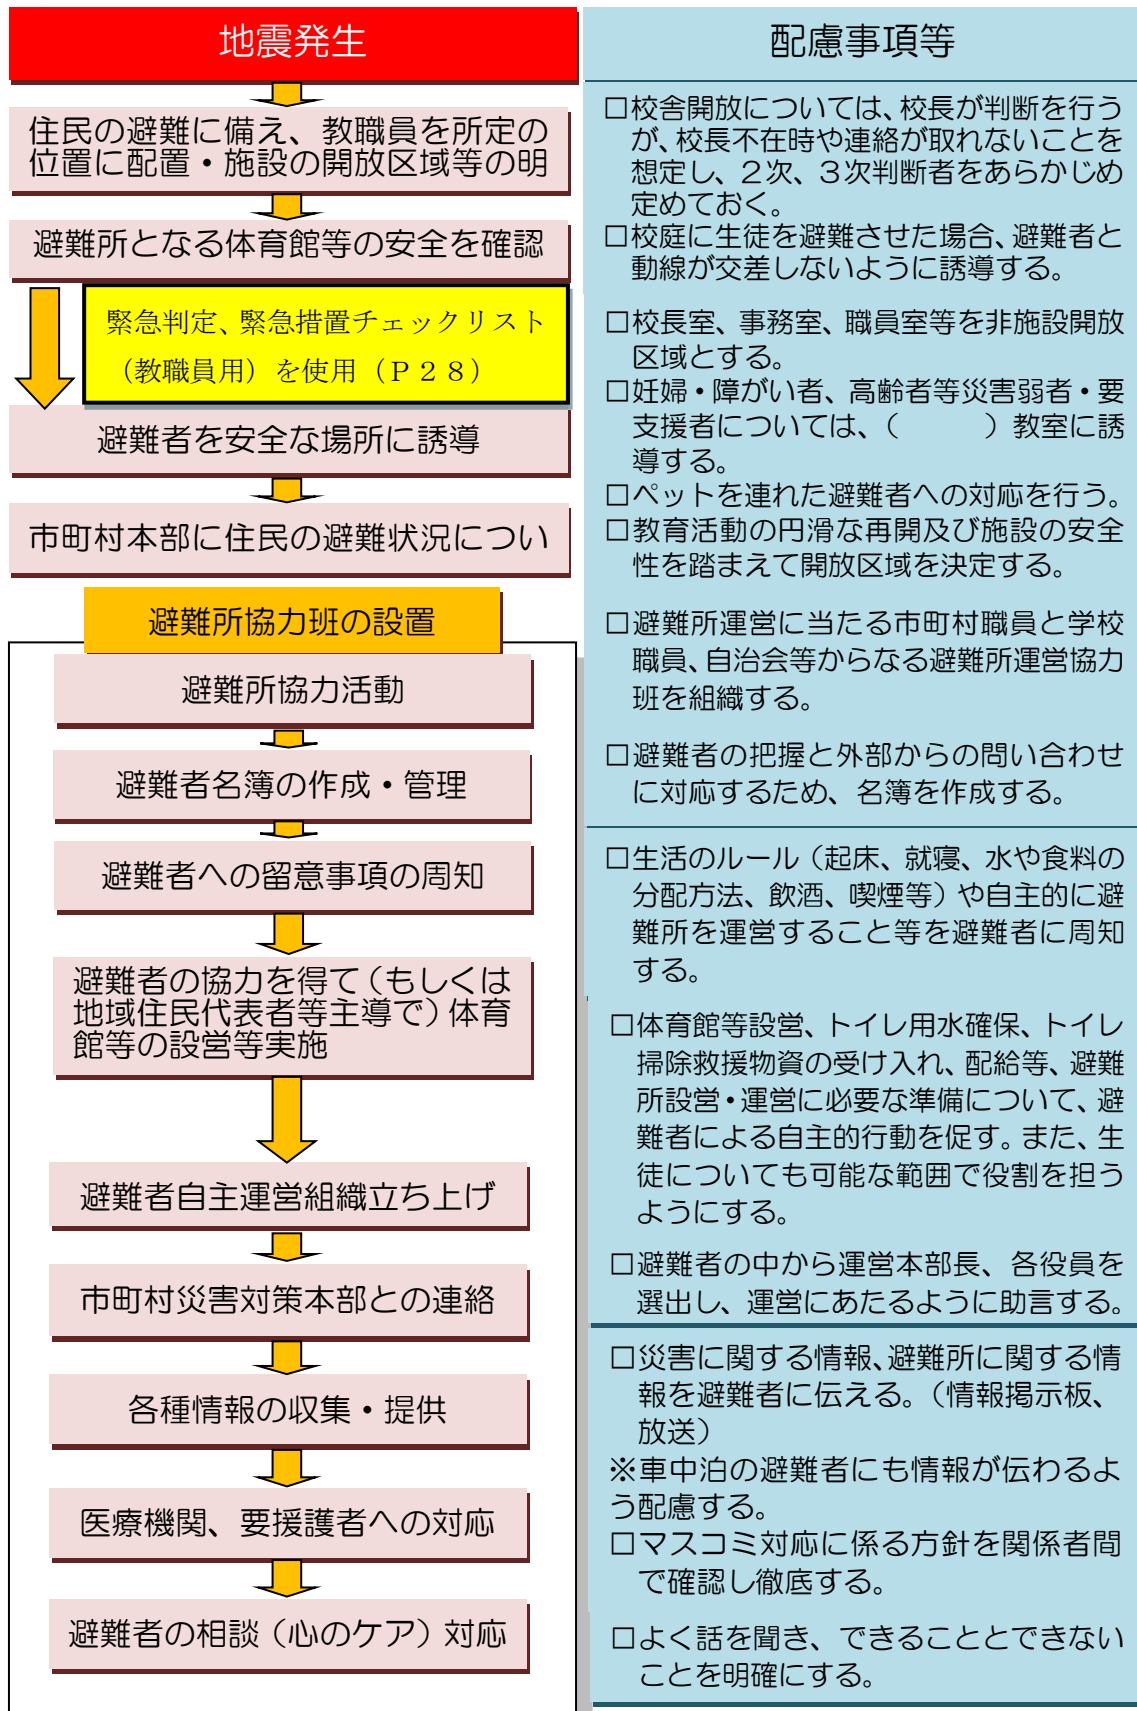 地震発生
住民の避難に備え、教職員を所定の
位置に配置・施設の開放区域等の明
避難所となる体育館等の安全を確認
緊急判定、緊急措置チェックリスト
（教職員用）を使用（Ｐ２８）
避難者を安全な場所に誘導
市町村本部に住民の避難状況につい
避難所協力班の設置
避難所協力活動
避難者名簿の作成・管理
避難者への留意事項の周知
避難者の協力を得て（もしくは
地域住民代表者等主導で）体育
館等の設営等実施
避難者自主運営組織立ち上げ
市町村災害対策本部との連絡
各種情報の収集・提供
医療機関、要援護者への対応
避難者の相談（心のケア）対応
配慮事項等
□校舎開放については、校長が判断を行う
が、校長不在時や連絡が取れないことを
想定し、２次、３次判断者をあらかじめ
定めておく。
□校庭に生徒を避難させた場合、避難者と
動線が交差しないように誘導する。
□校長室、事務室、職員室等を非施設開放
区域とする。
□妊婦・障がい者、高齢者等災害弱者・要
支援者については、（　　　）教室に誘
導する。
□ペットを連れた避難者への対応を行う。
□教育活動の円滑な再開及び施設の安全
性を踏まえて開放区域を決定する。
□避難所運営に当たる市町村職員と学校
職員、自治会等からなる避難所運営協力
班を組織する。
□避難者の把握と外部からの問い合わせ
に対応するため、名簿を作成する。
□生活のルール（起床、就寝、水や食料の
分配方法、飲酒、喫煙等）や自主的に避
難所を運営すること等を避難者に周知
する。
□体育館等設営、トイレ用水確保、トイレ
掃除救援物資の受け入れ、配給等、避難
所設営・運営に必要な準備について、避
難者による自主的行動を促す。また、生
徒についても可能な範囲で役割を担う
ようにする。
□避難者の中から運営本部長、各役員を
選出し、運営にあたるように助言する。
□災害に関する情報、避難所に関する情
報を避難者に伝える。（情報掲示板、
放送）
※車中泊の避難者にも情報が伝わるよ
う配慮する。
□マスコミ対応に係る方針を関係者間
で確認し徹底する。
□よく話を聞き、できることとできない
ことを明確にする。